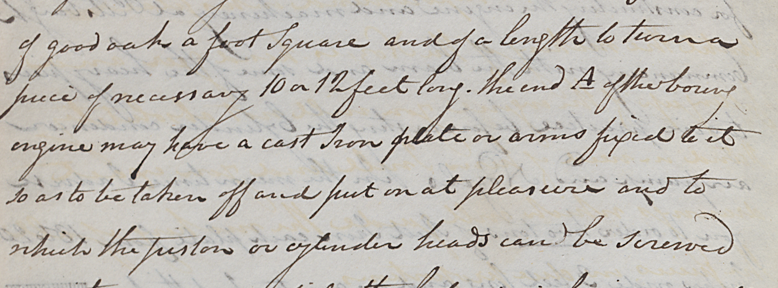 of good oak a foot Square and of a length to turn a
piece if necessary 10 or 12 feet long. the end A of the boring
engine may have a cast Iron plate or arms fixed to it
so as to be taken off and put on at pleasure and to
which the piston or cylinder heads can be screwed